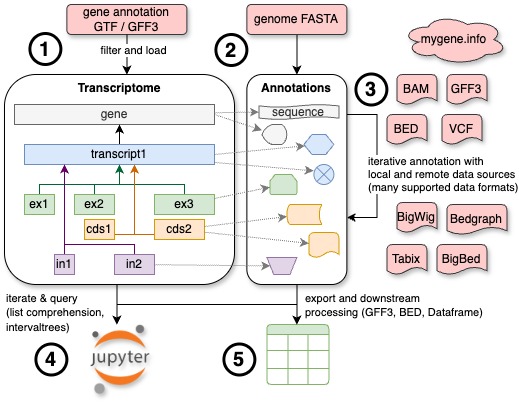 gene annotation
GTF / GFF3
genome FASTA
mygene.info
1
filter and load
2
3
Transcriptome
Annotations
BAM
GFF3
gene
sequence
BED
VCF
transcript1
iterative annotation with
local and remote data sources
(many supported data formats)
ex1
ex2
ex3
cds1
cds2
BigWig
Bedgraph
in1
in2
Tabix
BigBed
iterate & query
(list comprehension,
intervaltrees)
export and downstream
processing (GFF3, BED, Dataframe)
4
jupyter
5